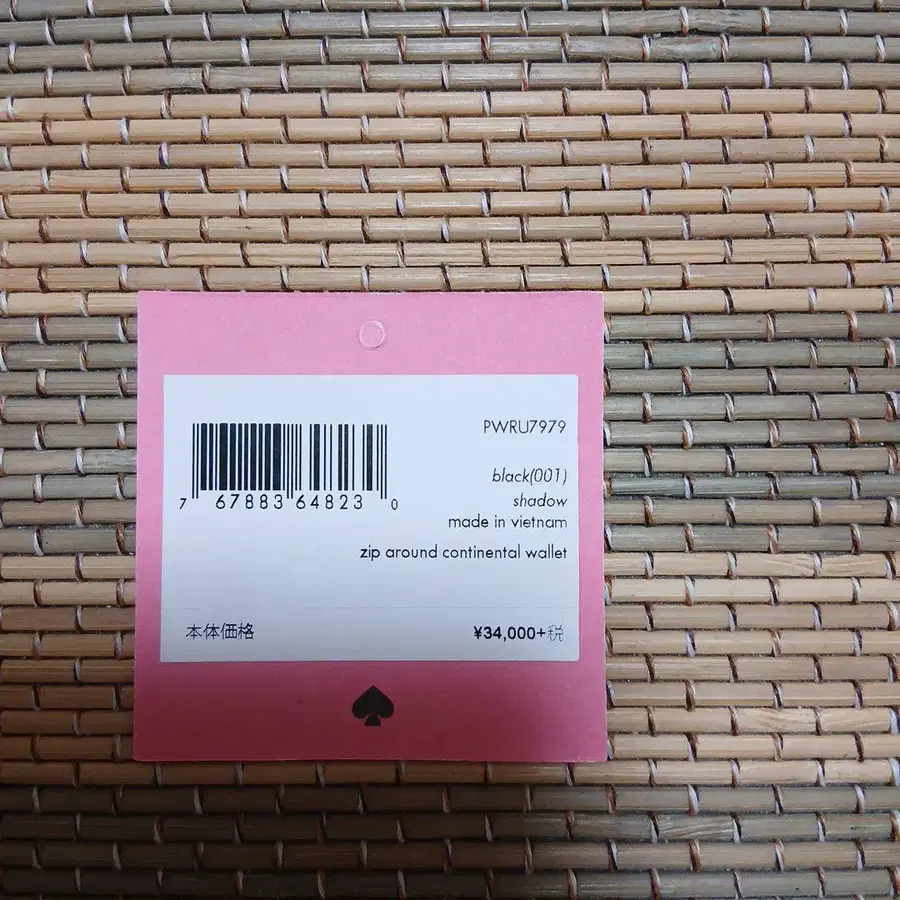 PWRU7979
black(001)
shadow
made in vietnam
zip around continental wallet
7 67883 64823 0
本体価格 ¥34,000+税